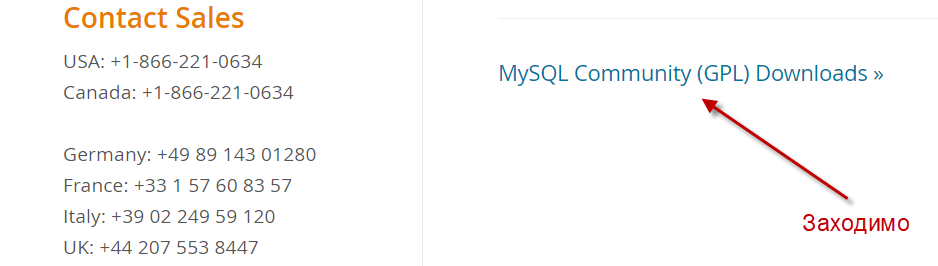 Contact Sales
USA: +1-866-221-0634
Canada: +1-866-221-0634
Germany: +49 89 143 01280
France: +33 1 57 60 83 57
Italy: +39 02 249 59 120
UK: +44 207 553 8447
MySQL Community (GPL) Downloads »
Заходимо